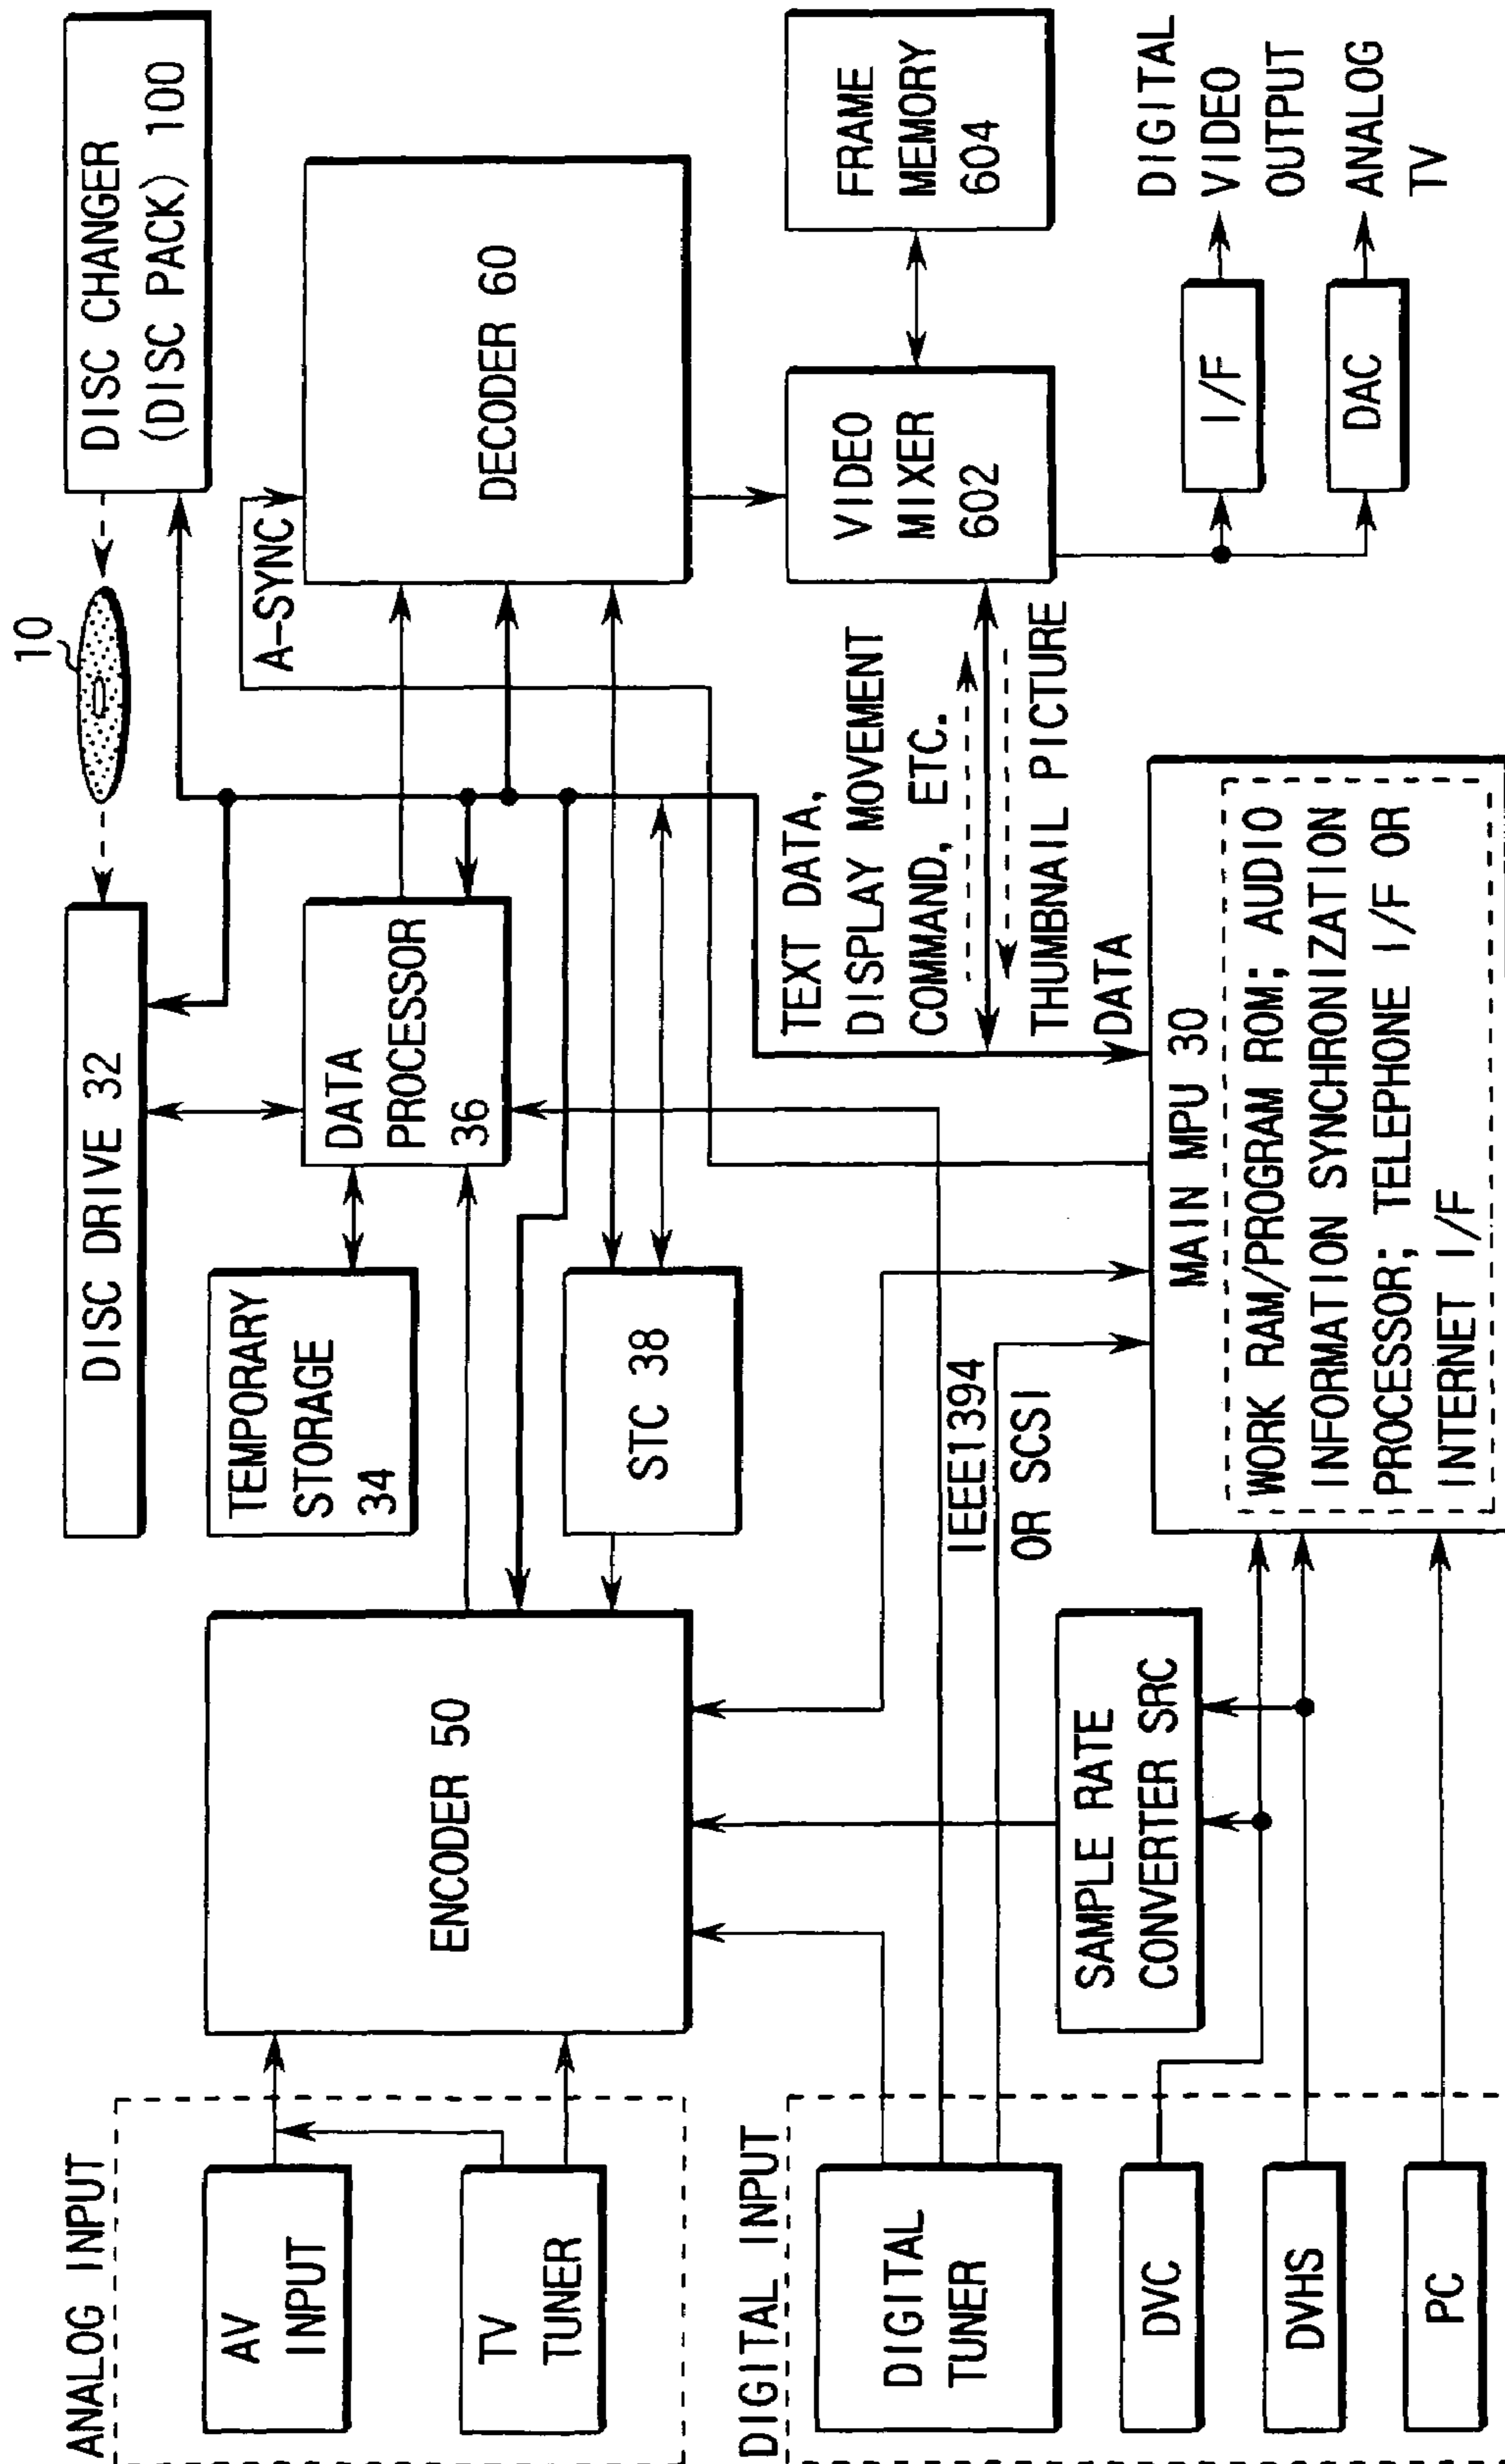 10
DISC CHANGER
(DISC PACK) 100
DISC DRIVE 32
A-SYNC
TEMPORARY
STORAGE
34
DATA
PROCESSOR
36
DECODER 60
ENCODER 50
STC 38
ANALOG INPUT
AV
INPUT
TV
TUNER
TEXT DATA,
DISPLAY MOVEMENT
COMMAND, ETC.
THUMBNAIL PICTURE
DATA
VIDEO
MIXER
602
FRAME
MEMORY
604
DIGITAL INPUT
DIGITAL
TUNER
DVC
DVHS
PC
IEEE1394
OR SCSI
SAMPLE RATE
CONVERTER SRC
MAIN MPU 30
WORK RAM/PROGRAM ROM; AUDIO
INFORMATION SYNCHRONIZATION
PROCESSOR; TELEPHONE I/F OR
INTERNET I/F
I/F
DAC
DIGITAL
VIDEO
OUTPUT
ANALOG
TV